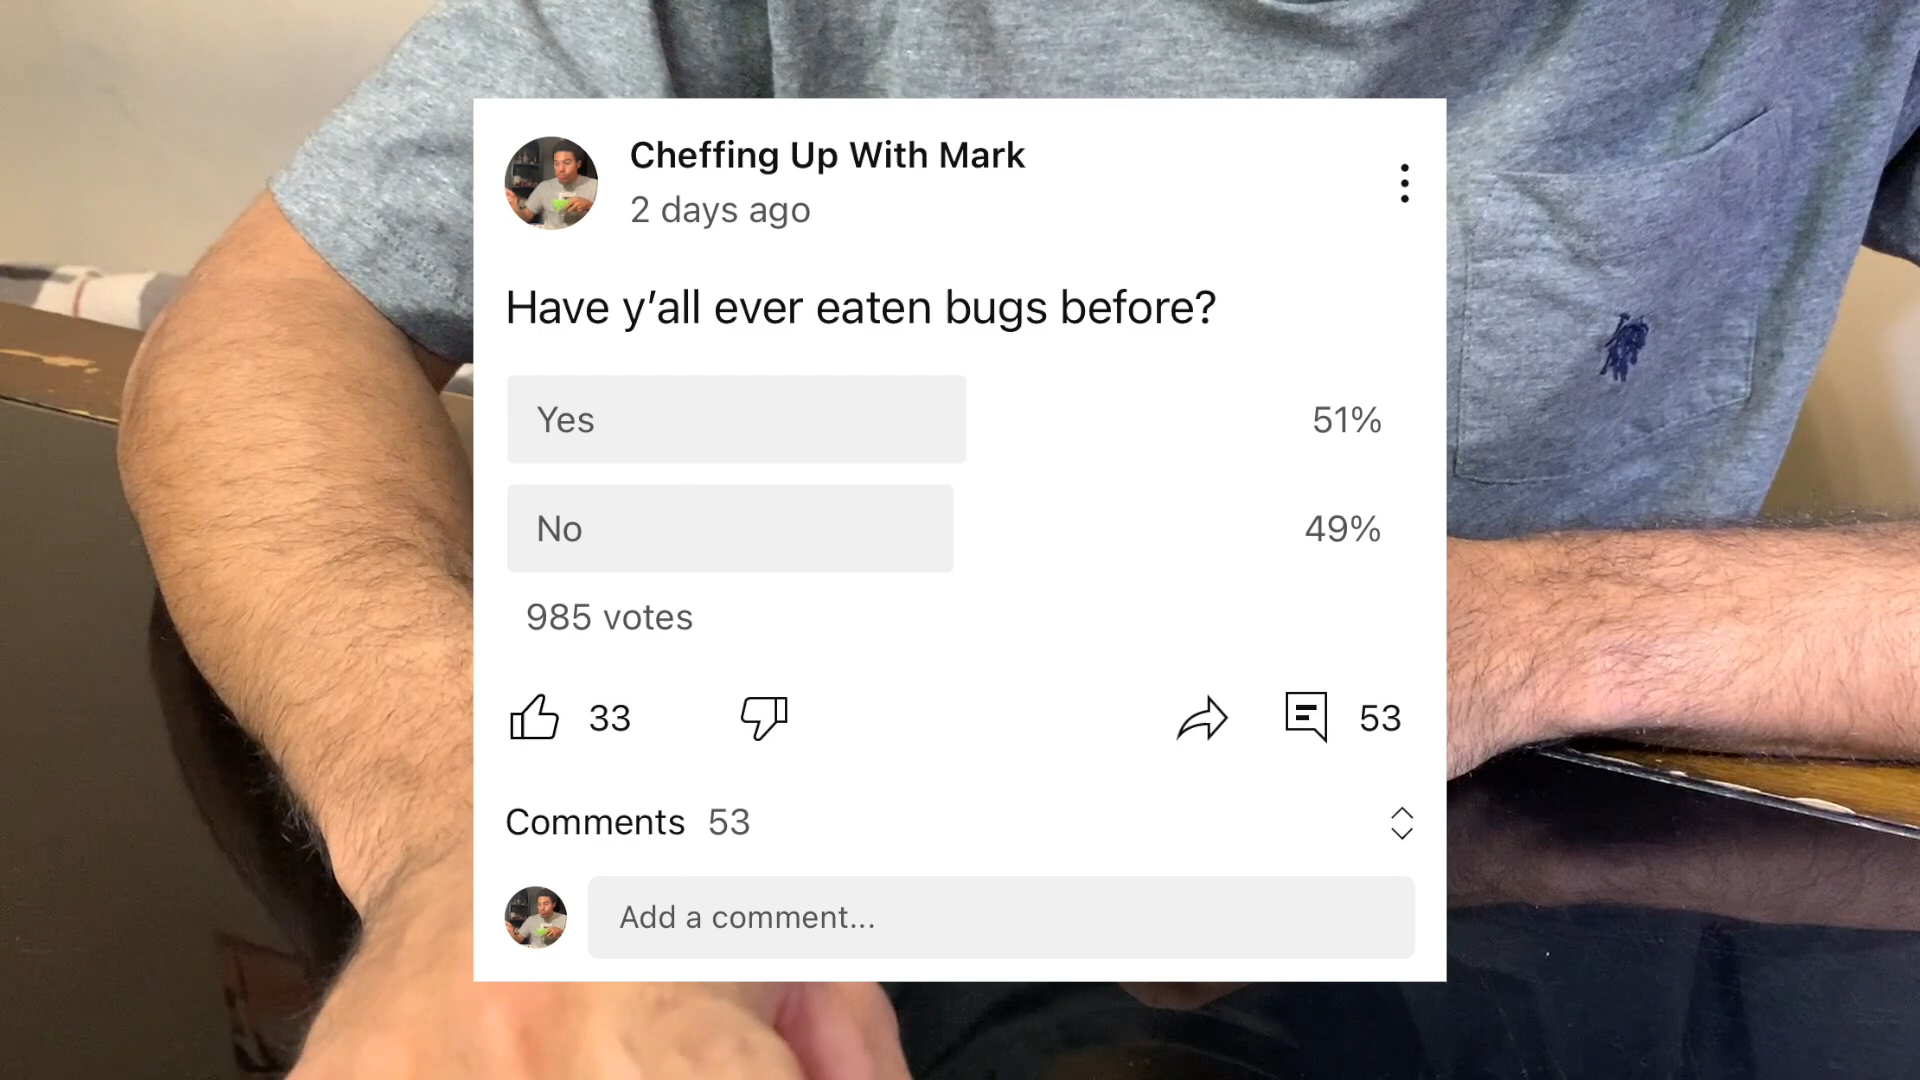 Cheffing Up With Mark
2 days ago
Have y’all ever eaten bugs before?
Yes 51%
No 49%
985 votes
33 53
Comments 53
Add a comment...